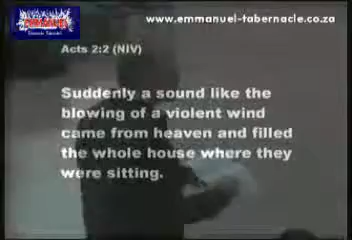 www.emmanuel-tabernacle.co.za
EMMANUEL
Acts 2:2 (NIV)
Suddenly a sound like the
blowing of a violent wind
came from heaven and filled
the whole house where they
were sitting.